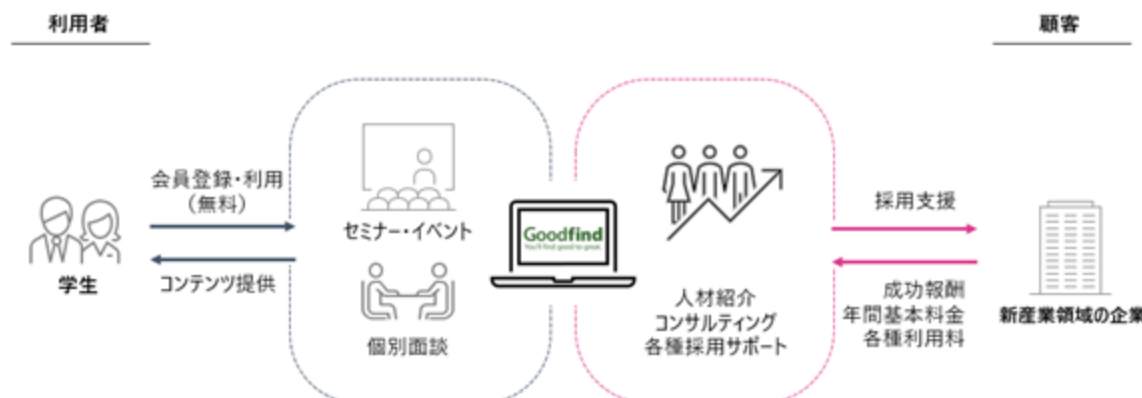 利用者
顧客
会員登録・利用
(無料)
コンテンツ提供
学生
セミナー・イベント
個別面談
Goodfind
You'll find good to great.
人材紹介
コンサルティング
各種採用サポート
採用支援
成功報酬
年間基本料金
各種利用料
新産業領域の企業